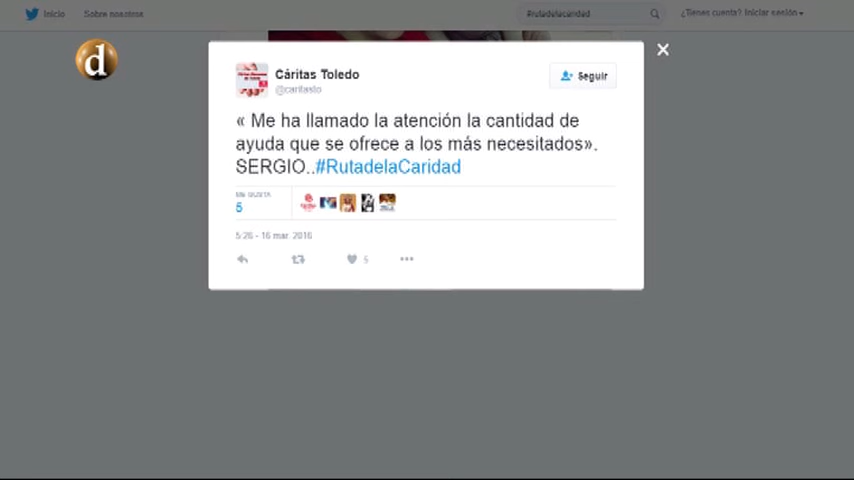 Inicio Sobre nosotros #rutadelacaridad ¿Tienes cuenta? Iniciar sesión
d
Cáritas Toledo
@caritasto
Seguir
« Me ha llamado la atención la cantidad de
ayuda que se ofrece a los más necesitados».
SERGIO..#RutadelaCaridad
ME GUSTA
5
5:26 - 16 mar. 2016
5